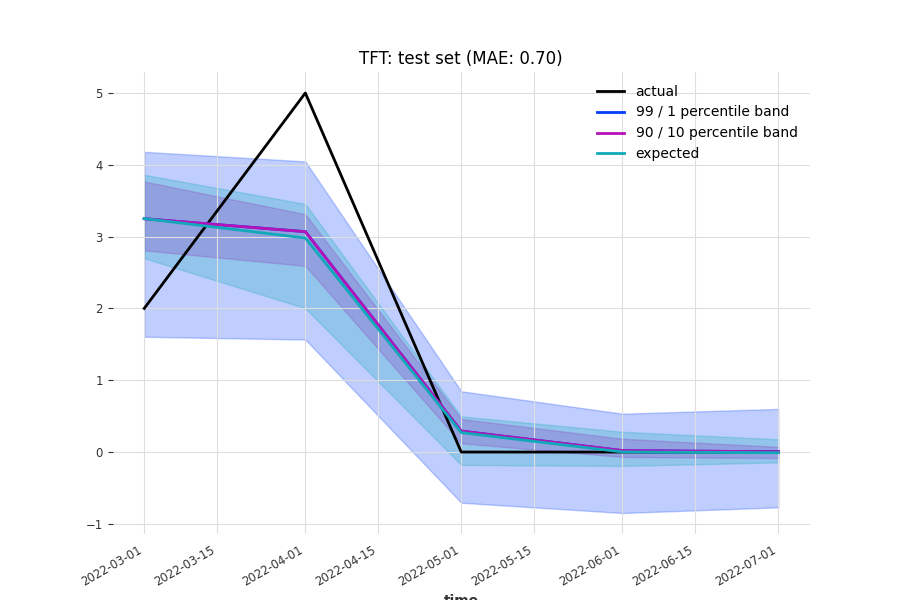 TFT: test set (MAE: 0.70)
actual
99 / 1 percentile band
90 / 10 percentile band
expected
5
4
3
2
1
0
−1
2022-03-01
2022-03-15
2022-04-01
2022-04-15
2022-05-01
2022-05-15
2022-06-01
2022-06-15
2022-07-01
time